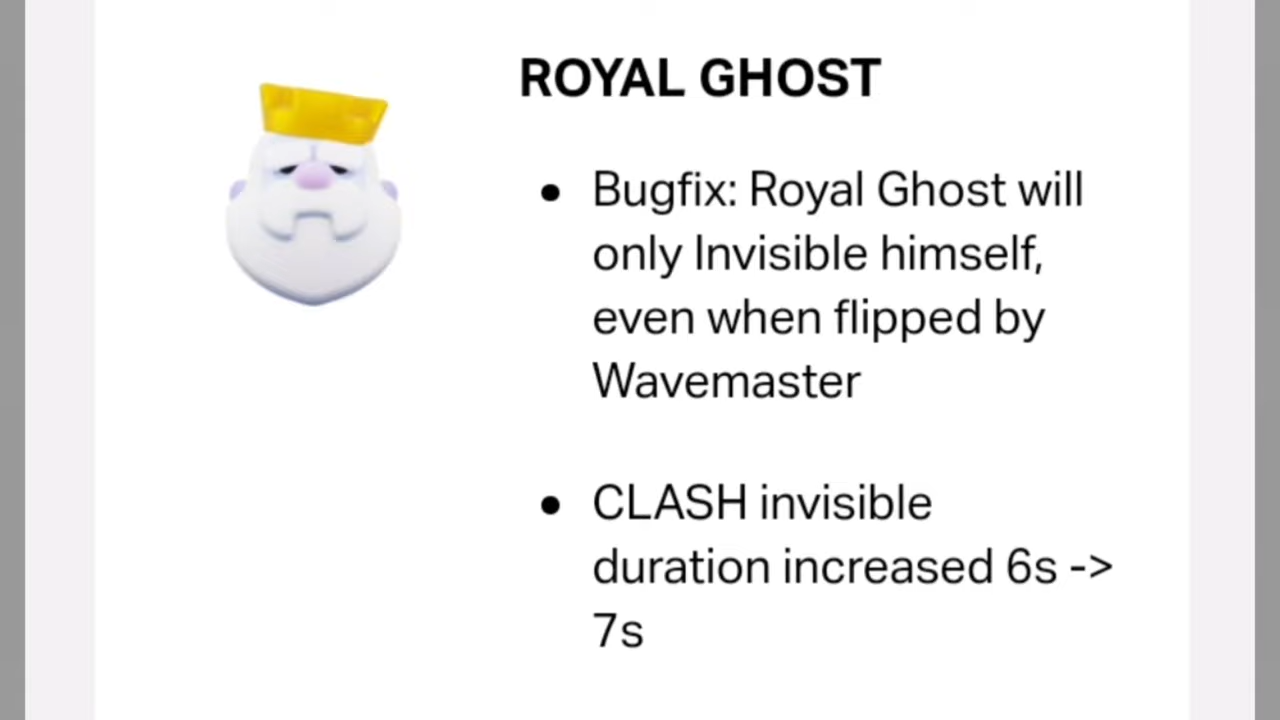 ROYAL GHOST
• Bugfix: Royal Ghost will
only Invisible himself,
even when flipped by
Wavemaster
• CLASH invisible
duration increased 6s ->
7s